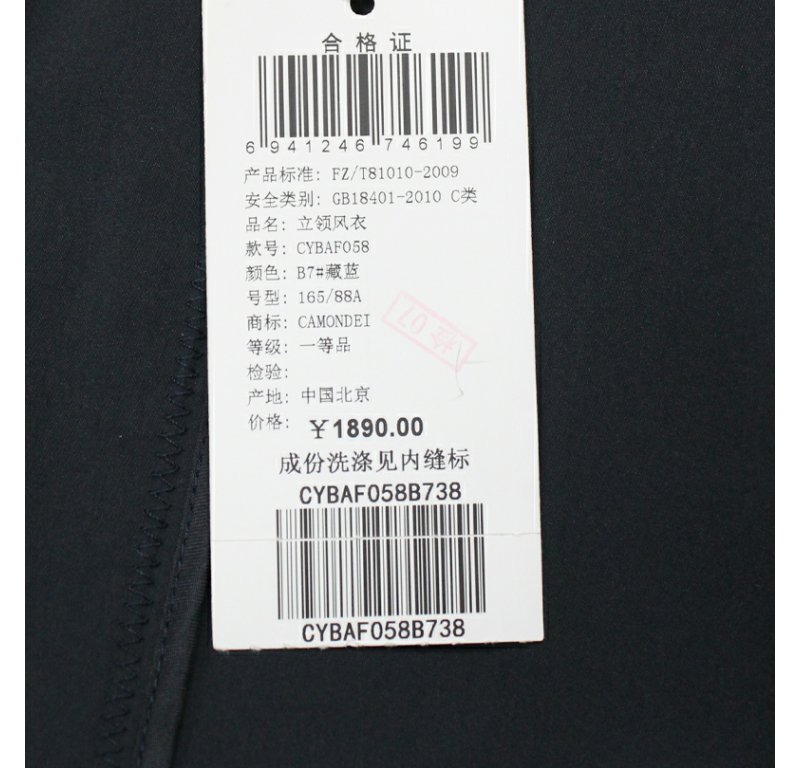 合格证
6 941246 746199
产品标准: FZ/T81010-2009
安全类别: GB18401-2010 C类
品名: 立领风衣
款号: CYBAF058
颜色: B7#藏蓝
号型: 165/88A
商标: CAMONDEI
等级: 一等品
检验:
检 07
产地: 中国北京
价格: ￥1890.00
成份洗涤见内缝标
CYBAF058B738
CYBAF058B738